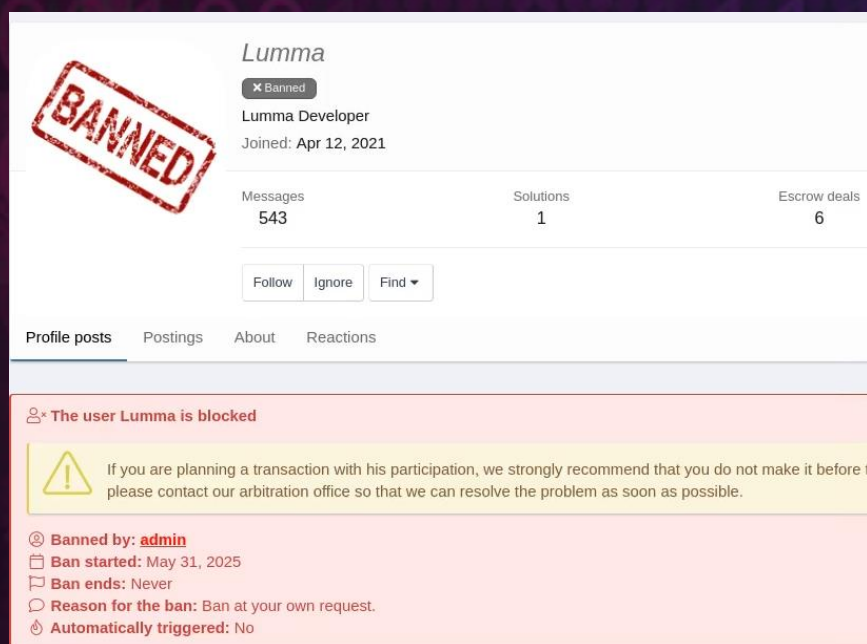 Lumma
BANNED
× Banned
Lumma Developer
Joined: Apr 12, 2021
Messages Solutions Escrow deals
543 1 6
Follow Ignore Find
Profile posts Postings About Reactions
The user Lumma is blocked
If you are planning a transaction with his participation, we strongly recommend that you do not make it before
please contact our arbitration office so that we can resolve the problem as soon as possible.
Banned by: admin
Ban started: May 31, 2025
Ban ends: Never
Reason for the ban: Ban at your own request.
Automatically triggered: No